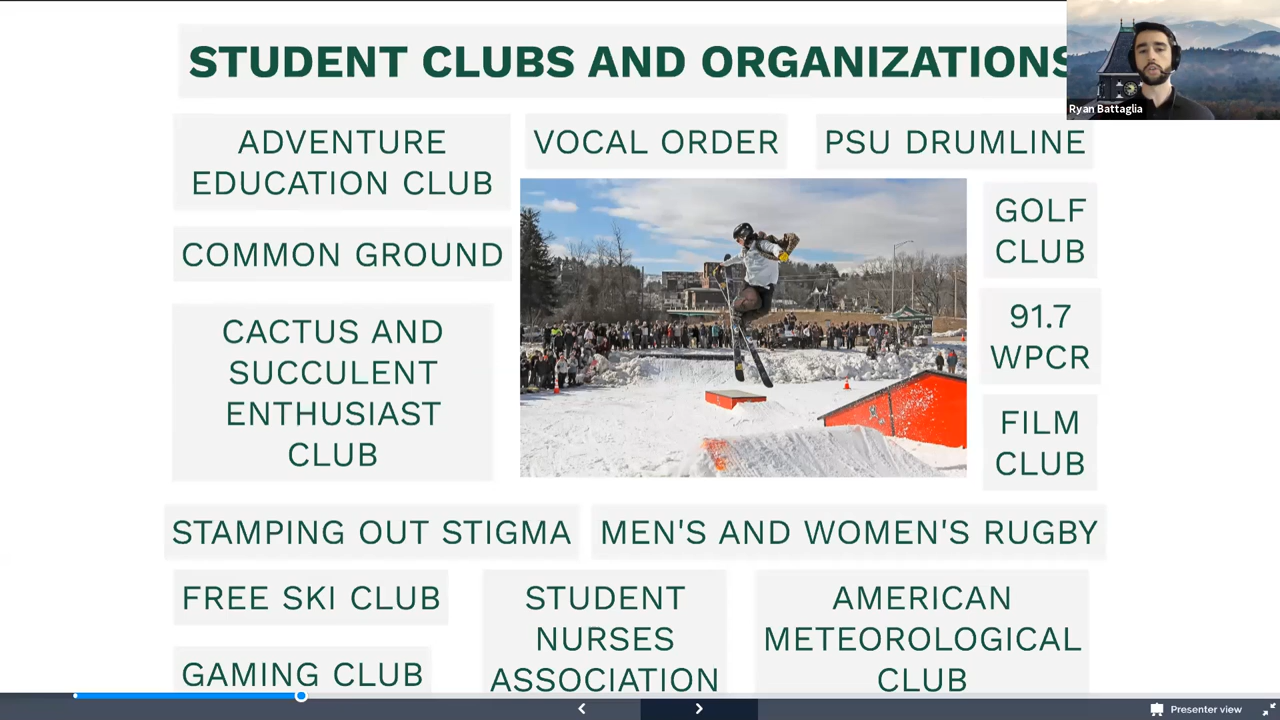 STUDENT CLUBS AND ORGANIZATIONS
Ryan Battaglia
ADVENTURE
EDUCATION CLUB
VOCAL ORDER
PSU DRUMLINE
COMMON GROUND
GOLF
CLUB
CACTUS AND
SUCCULENT
ENTHUSIAST
CLUB
91.7
WPCR
FILM
CLUB
STAMPING OUT STIGMA
MEN'S AND WOMEN'S RUGBY
FREE SKI CLUB
STUDENT
NURSES
ASSOCIATION
AMERICAN
METEOROLOGICAL
CLUB
GAMING CLUB
Presenter view